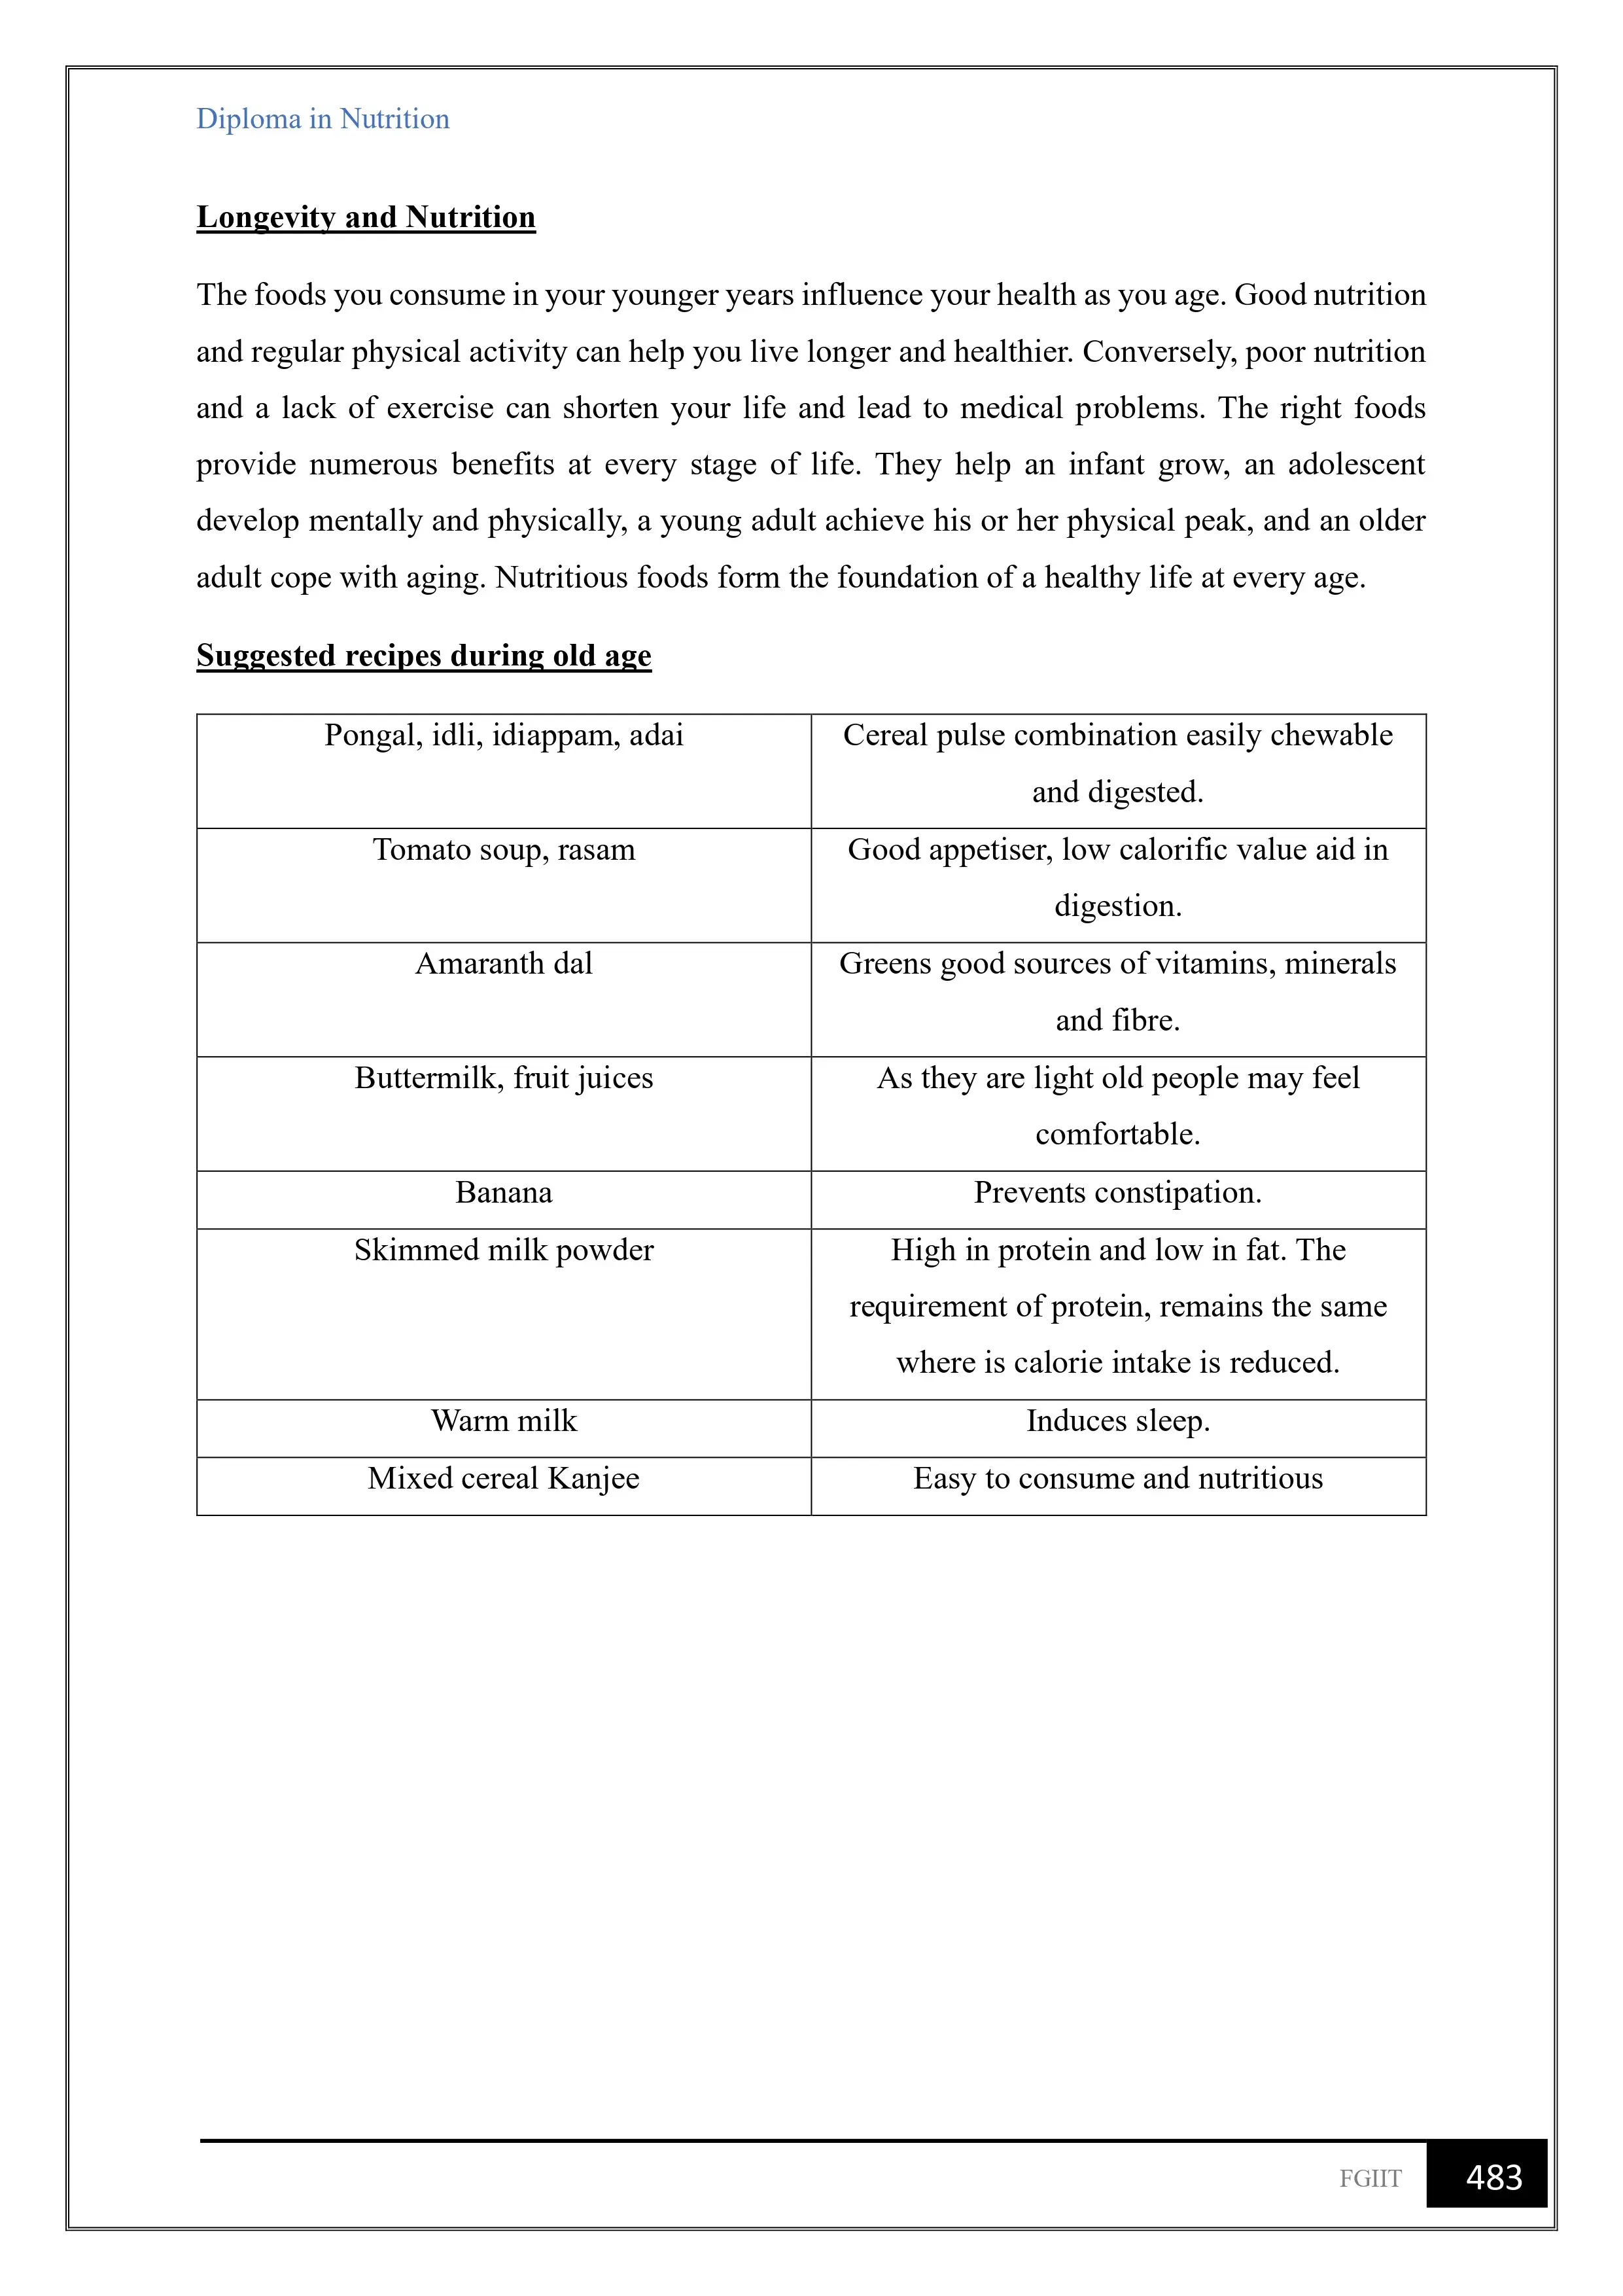 Diploma in Nutrition
Longevity and Nutrition
The foods you consume in your younger years influence your health as you age. Good nutrition
and regular physical activity can help you live longer and healthier. Conversely, poor nutrition
and a lack of exercise can shorten your life and lead to medical problems. The right foods
provide numerous benefits at every stage of life. They help an infant grow, an adolescent
develop mentally and physically, a young adult achieve his or her physical peak, and an older
adult cope with aging. Nutritious foods form the foundation of a healthy life at every age.
Suggested recipes during old age
Pongal, idli, idiappam, adai
Cereal pulse combination easily chewable
and digested.
Tomato soup, rasam
Good appetiser, low calorific value aid in
digestion.
Amaranth dal
Greens good sources of vitamins, minerals
and fibre.
Buttermilk, fruit juices
As they are light old people may feel
comfortable.
Banana
Prevents constipation.
Skimmed milk powder
High in protein and low in fat. The
requirement of protein, remains the same
where is calorie intake is reduced.
Warm milk
Induces sleep.
Mixed cereal Kanjee
Easy to consume and nutritious
FGIIT
483